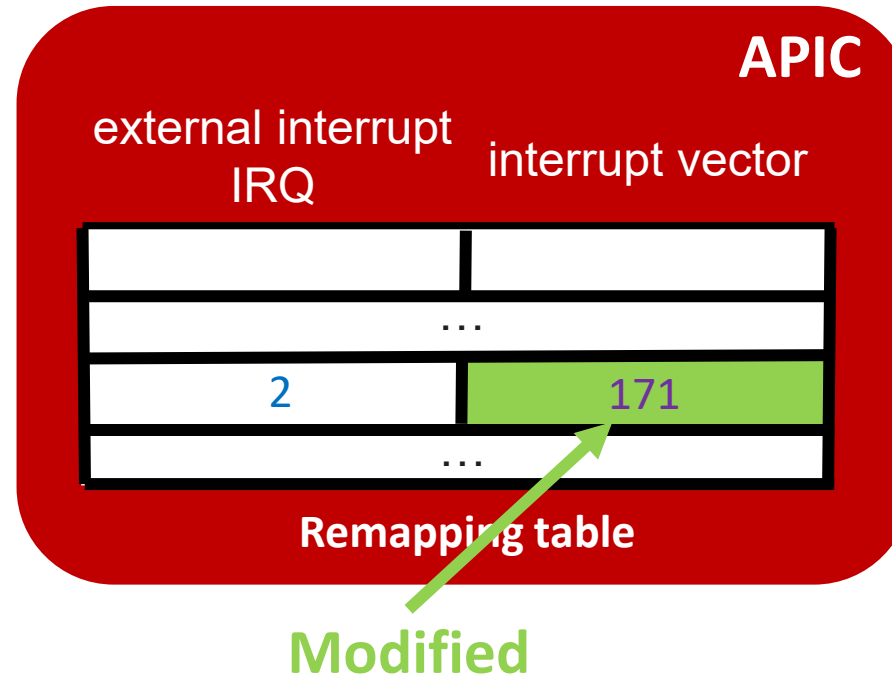 APIC
external interrupt
IRQ
interrupt vector
...
2 171
...
Remapping table
Modified